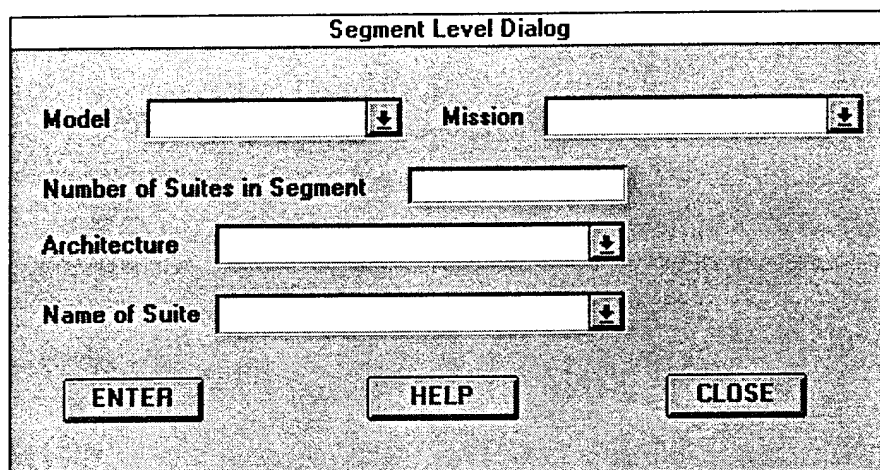 Segment Level Dialog
Model Mission
Number of Suites in Segment
Architecture
Name of Suite
ENTER HELP CLOSE